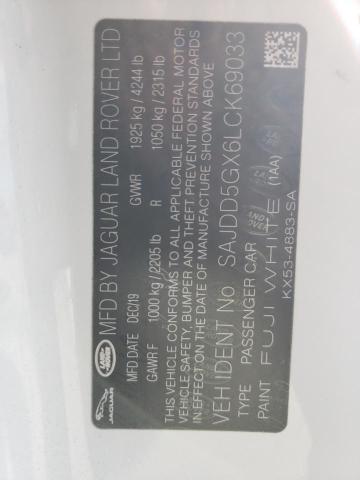 MFD BY JAGUAR LAND ROVER LTD
MFD DATE DEC/19 GVWR 1925 kg / 4244 lb
GAWR F 1000 kg / 2205 lb R 1050 kg / 2315 lb
THIS VEHICLE CONFORMS TO ALL APPLICABLE FEDERAL MOTOR
VEHICLE SAFETY, BUMPER AND THEFT PREVENTION STANDARDS
IN EFFECT ON THE DATE OF MANUFACTURE SHOWN ABOVE
VEH IDENT No SAJDD5GX6LCK69033
TYPE PASSENGER CAR
PAINT FUJI WHITE (1AA)
KX53-4883-SA
JAGUAR
LAND ROVER